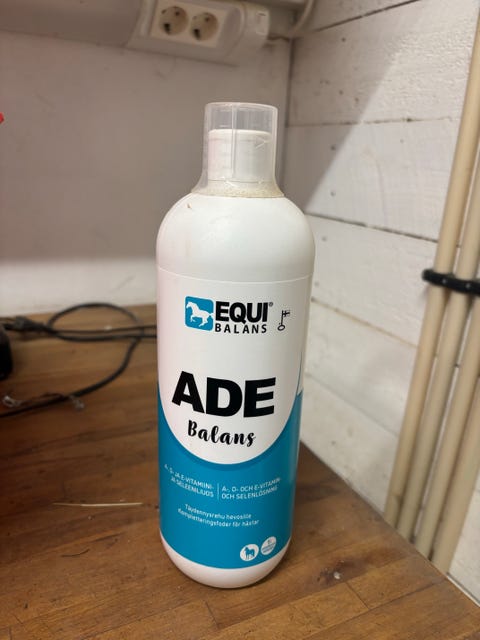 EQUI®
BALANS
ADE
Balans
A-, D- JA E-VITAMIINI-
JA SELEENILIUOS
A-, D- OCH E-VITAMIN-
OCH SELENLÖSNING
Täydennysrehu hevosille
Kompletteringsfoder för hästar